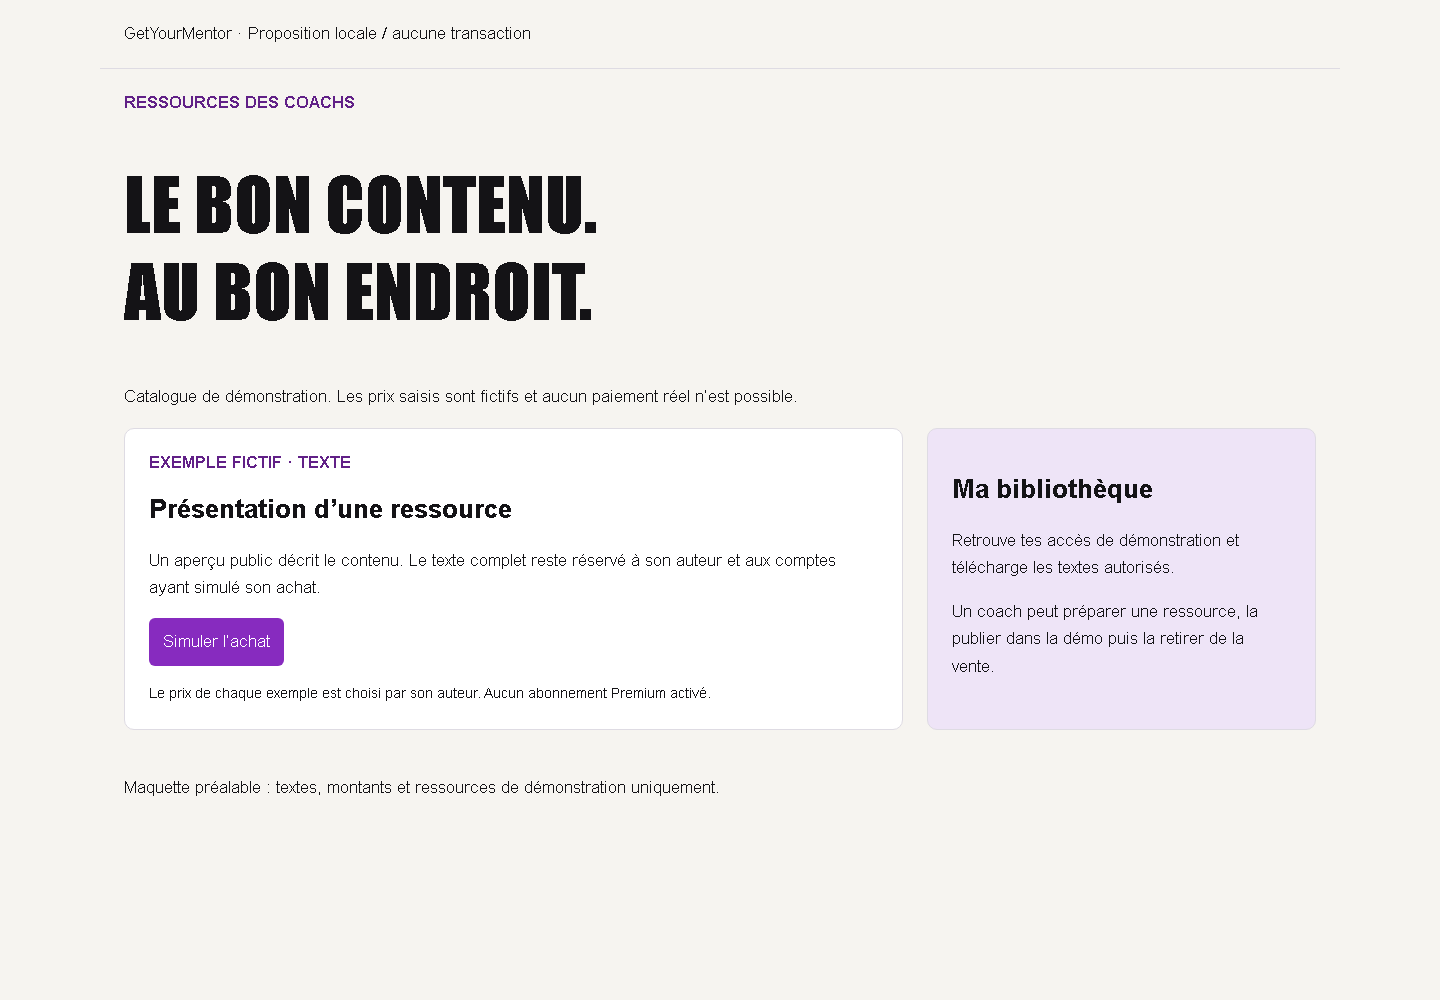 GetYourMentor · Proposition locale / aucune transaction
RESSOURCES DES COACHS
LE BON CONTENU.
AU BON ENDROIT.
Catalogue de démonstration. Les prix saisis sont fictifs et aucun paiement réel n'est possible.
EXEMPLE FICTIF · TEXTE
Présentation d’une ressource
Un aperçu public décrit le contenu. Le texte complet reste réservé à son auteur et aux comptes
ayant simulé son achat.
Simuler l'achat
Le prix de chaque exemple est choisi par son auteur. Aucun abonnement Premium activé.
Ma bibliothèque
Retrouve tes accès de démonstration et
télécharge les textes autorisés.
Un coach peut préparer une ressource, la
publier dans la démo puis la retirer de la
vente.
Maquette préalable : textes, montants et ressources de démonstration uniquement.